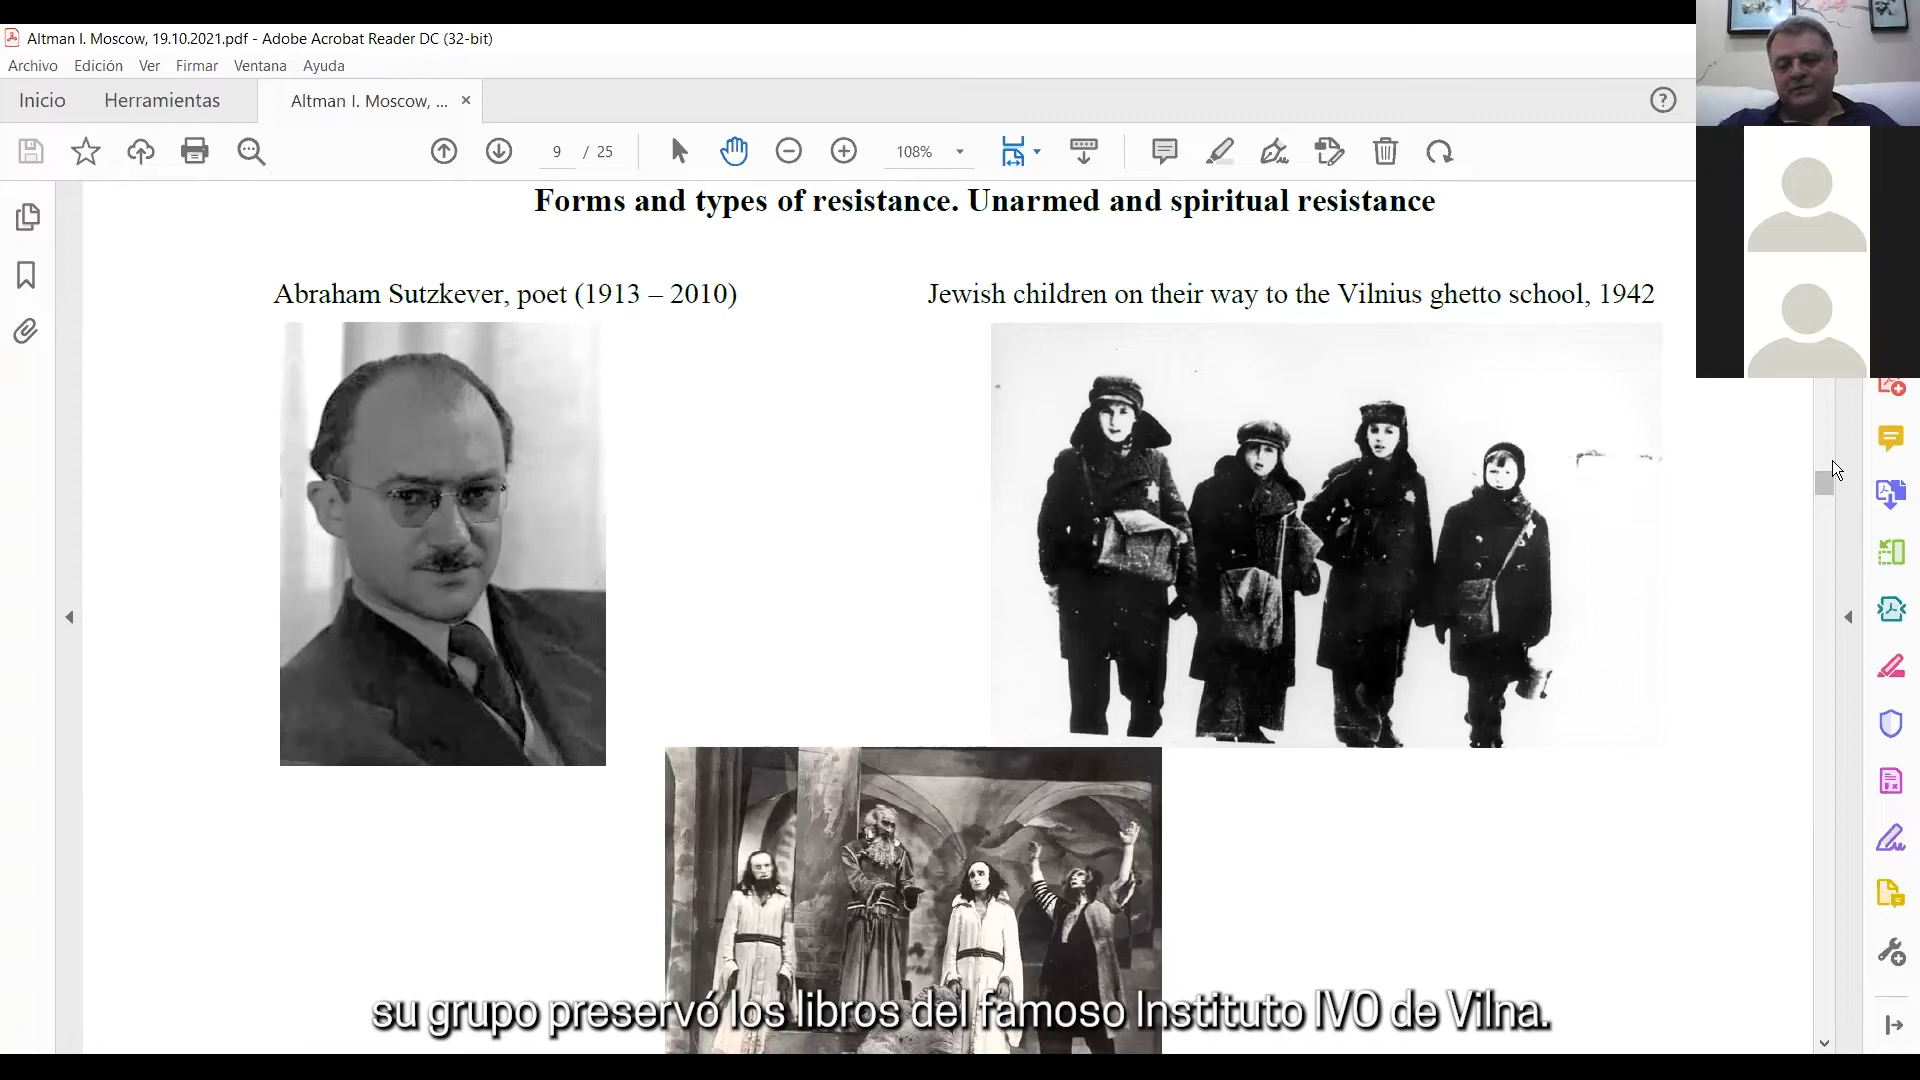 Altman I. Moscow, 19.10.2021.pdf - Adobe Acrobat Reader DC (32-bit)
Archivo Edición Ver Firmar Ventana Ayuda
Inicio Herramientas Altman I. Moscow, ...
9 / 25 108%
Forms and types of resistance. Unarmed and spiritual resistance
Abraham Sutzkever, poet (1913 – 2010)
Jewish children on their way to the Vilnius ghetto school, 1942
su grupo preservó los libros del famoso Instituto IVO de Vilna.